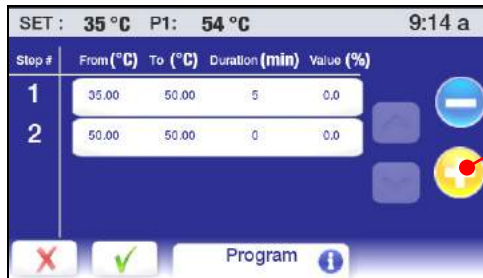 SET : 35 °C P1: 54 °C 9:14 a
Step # From (°C) To (°C) Duration (min) Value (%)
1 35.00 50.00 5 0.0
2 50.00 50.00 0 0.0
Program